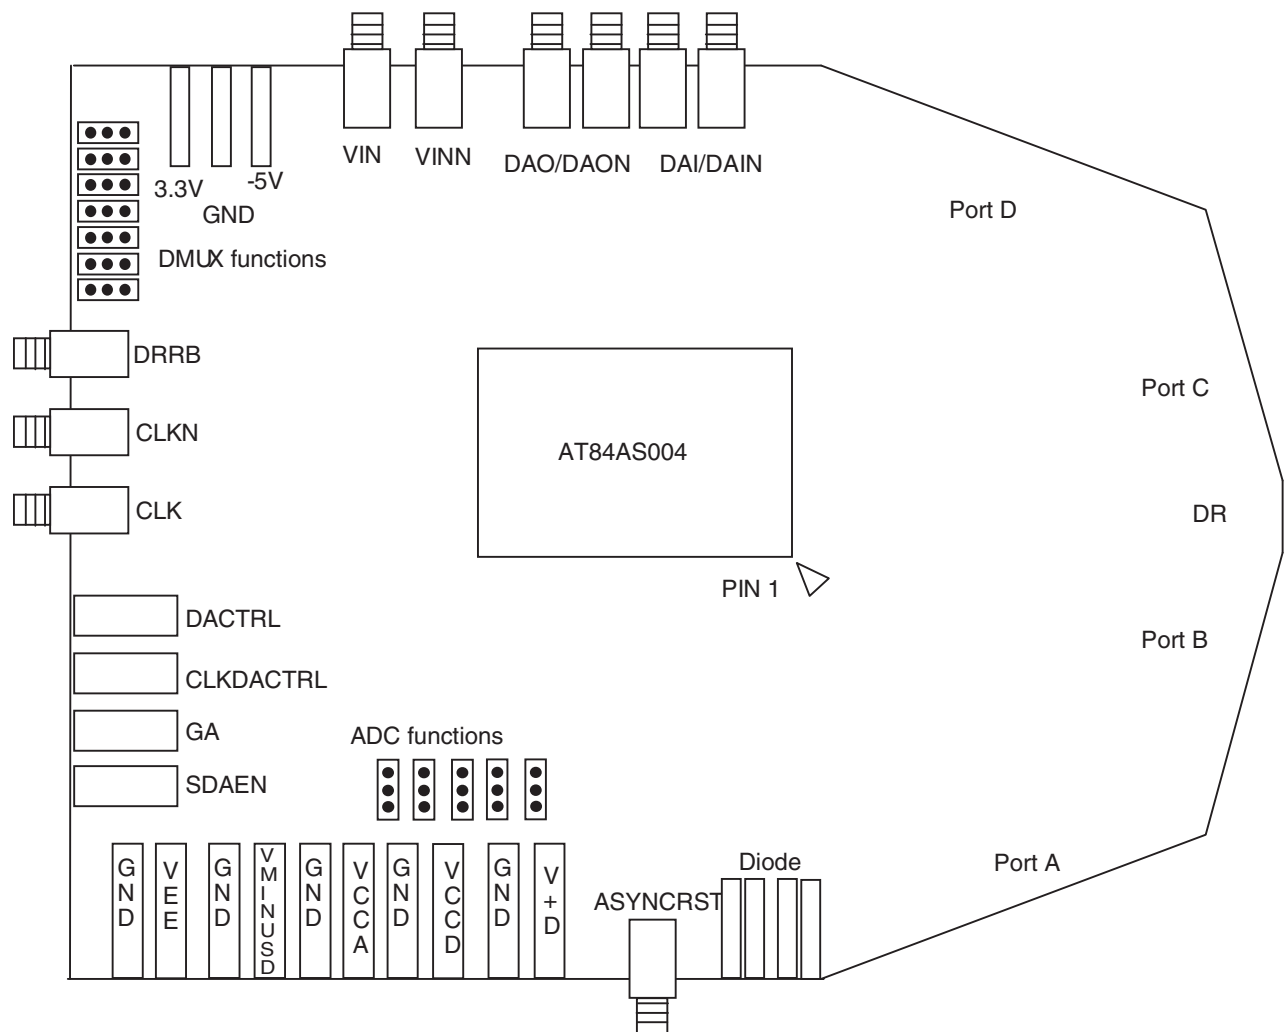 VIN
VINN
DAO/DAON
DAI/DAIN
3.3V
-5V
GND
Port D
DMUX functions
DRRB
Port C
CLKN
AT84AS004
CLK
DR
PIN 1
DACTRL
Port B
CLKDACTRL
GA
ADC functions
SDAEN
GND
VEE
GND
VMINUSD
GND
VCCA
GND
VCCD
GND
V+D
ASYNCRST
Diode
Port A